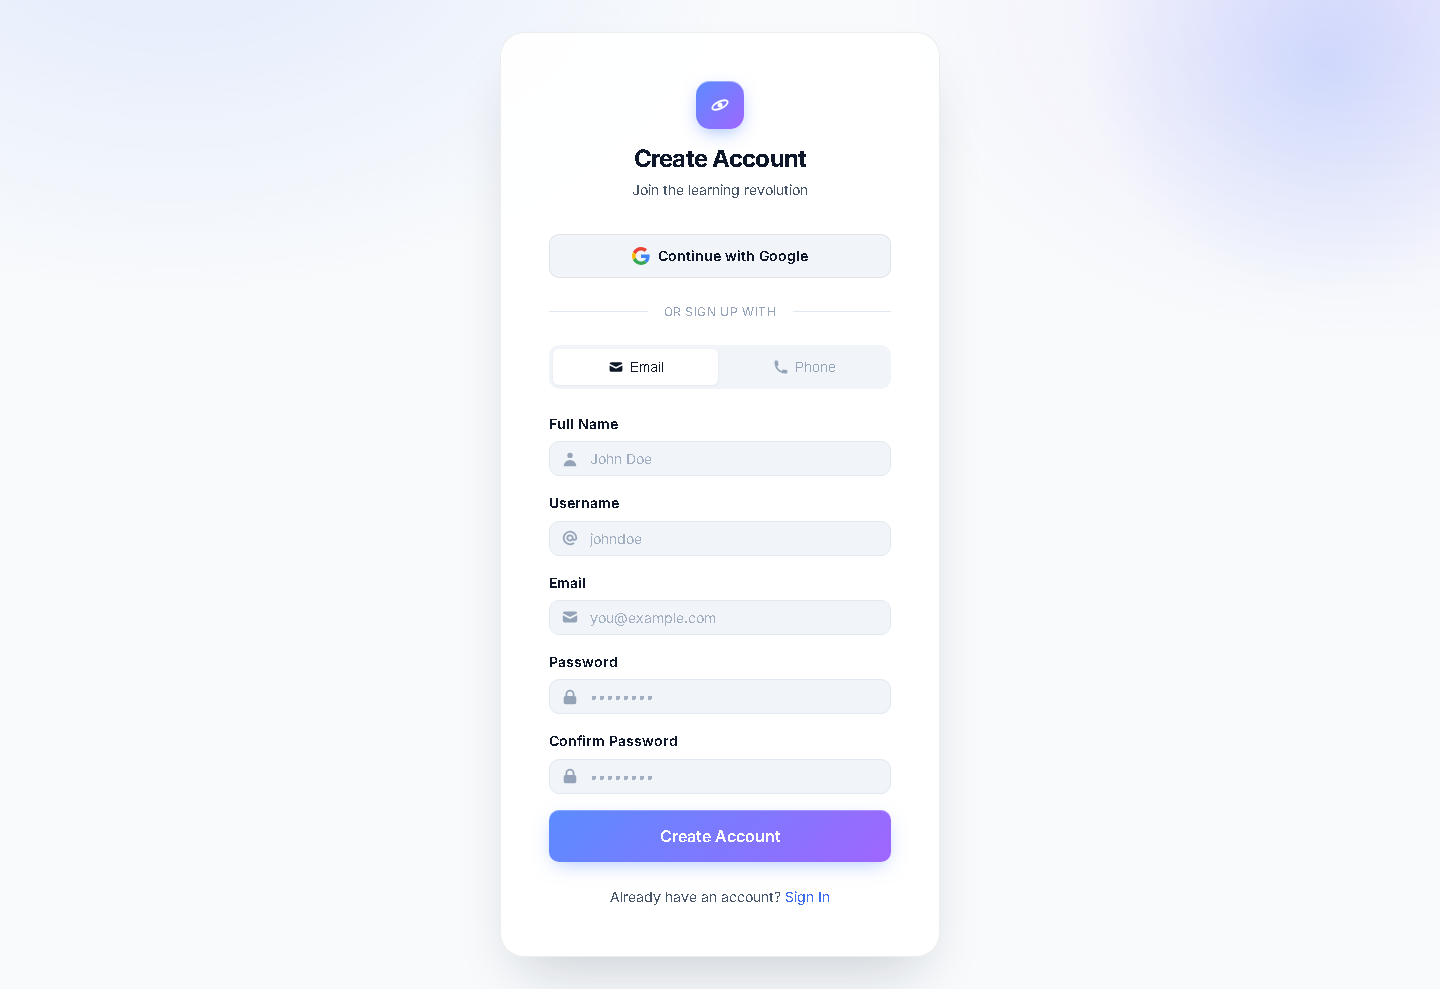 Create Account
Join the learning revolution
Continue with Google
OR SIGN UP WITH
Email
Phone
Full Name
John Doe
Username
johndoe
Email
you@example.com
Password
••••••••
Confirm Password
••••••••
Create Account
Already have an account? Sign In